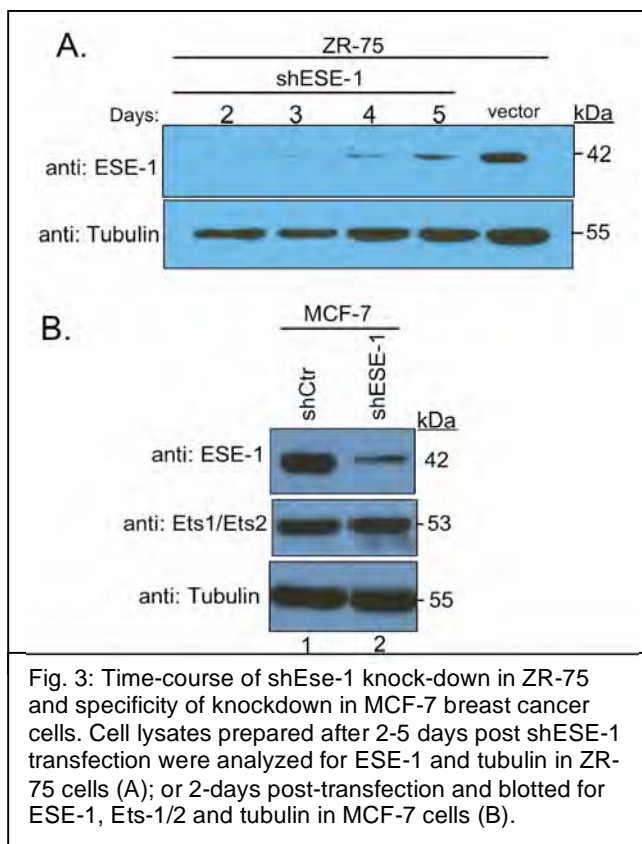 A.
ZR-75
shESE-1
Days: 2 3 4 5 vector kDa
anti: ESE-1 -42
anti: Tubulin -55
B.
MCF-7
shCtr shESE-1 kDa
anti: ESE-1 42
anti: Ets1/Ets2 -53
anti: Tubulin - 55
1 2
Fig. 3: Time-course of shEse-1 knock-down in ZR-75
and specificity of knockdown in MCF-7 breast cancer
cells. Cell lysates prepared after 2-5 days post shESE-1
transfection were analyzed for ESE-1 and tubulin in ZR-
75 cells (A); or 2-days post-transfection and blotted for
ESE-1, Ets-1/2 and tubulin in MCF-7 cells (B).